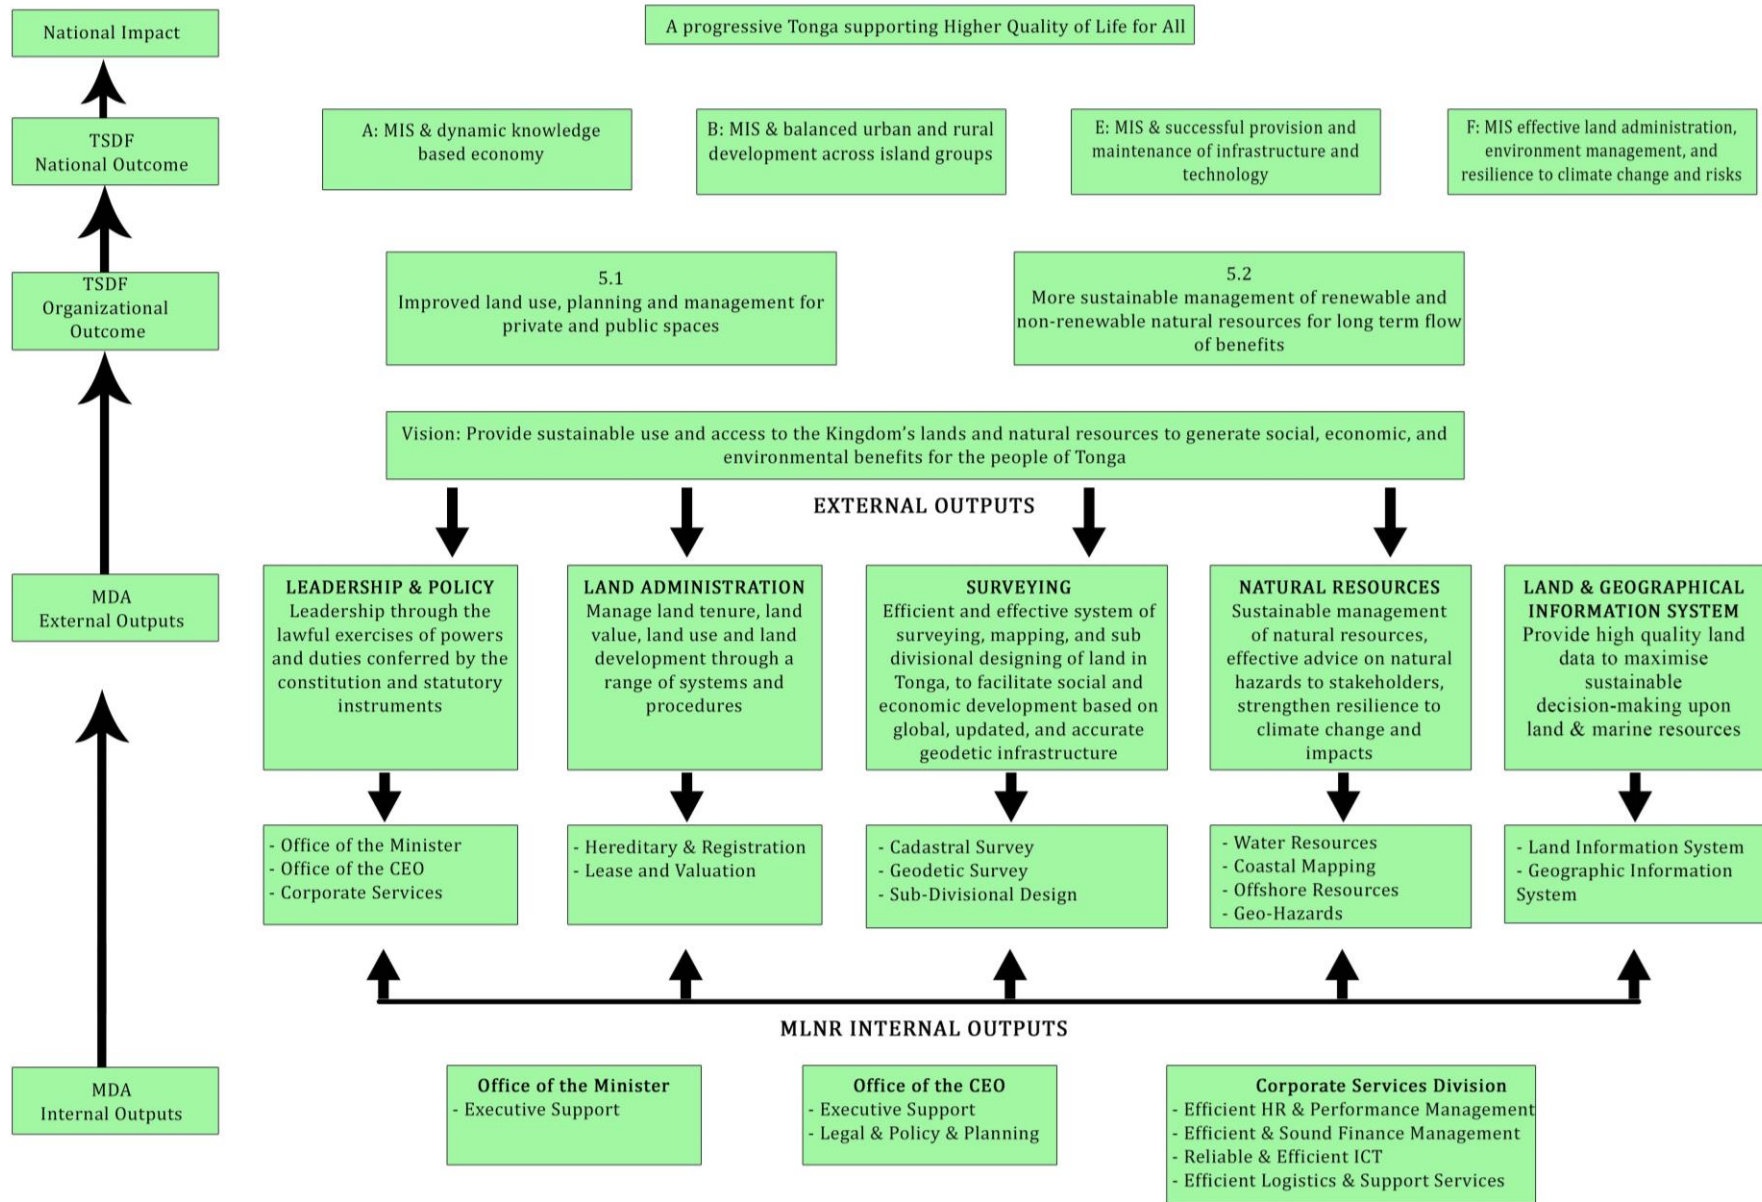 National Impact
A progressive Tonga supporting Higher Quality of Life for All
TSDF
National Outcome
A: MIS & dynamic knowledge
based economy
B: MIS & balanced urban and rural
development across island groups
E: MIS & successful provision and
maintenance of infrastructure and
technology
F: MIS effective land administration,
environment management, and
resilience to climate change and risks
TSDF
Organizational
Outcome
5.1
Improved land use, planning and management for
private and public spaces
5.2
More sustainable management of renewable and
non-renewable natural resources for long term flow
of benefits
Vision: Provide sustainable use and access to the Kingdom's lands and natural resources to generate social, economic, and
environmental benefits for the people of Tonga
EXTERNAL OUTPUTS
MDA
External Outputs
LEADERSHIP & POLICY
Leadership through the
lawful exercises of powers
and duties conferred by the
constitution and statutory
instruments
LAND ADMINISTRATION
Manage land tenure, land
value, land use and land
development through a
range of systems and
procedures
SURVEYING
Efficient and effective system of
surveying, mapping, and sub
divisional designing of land in
Tonga, to facilitate social and
economic development based on
global, updated, and accurate
geodetic infrastructure
NATURAL RESOURCES
Sustainable management
of natural resources,
effective advice on natural
hazards to stakeholders,
strengthen resilience to
climate change and
impacts
LAND & GEOGRAPHICAL
INFORMATION SYSTEM
Provide high quality land
data to maximise
sustainable
decision-making upon
land & marine resources
- Office of the Minister
- Office of the CEO
- Corporate Services
- Hereditary & Registration
- Lease and Valuation
- Cadastral Survey
- Geodetic Survey
- Sub-Divisional Design
- Water Resources
- Coastal Mapping
- Offshore Resources
- Geo-Hazards
- Land Information System
- Geographic Information
System
MLNR INTERNAL OUTPUTS
MDA
Internal Outputs
Office of the Minister
- Executive Support
Office of the CEO
- Executive Support
- Legal & Policy & Planning
Corporate Services Division
- Efficient HR & Performance Management
- Efficient & Sound Finance Management
- Reliable & Efficient ICT
- Efficient Logistics & Support Services